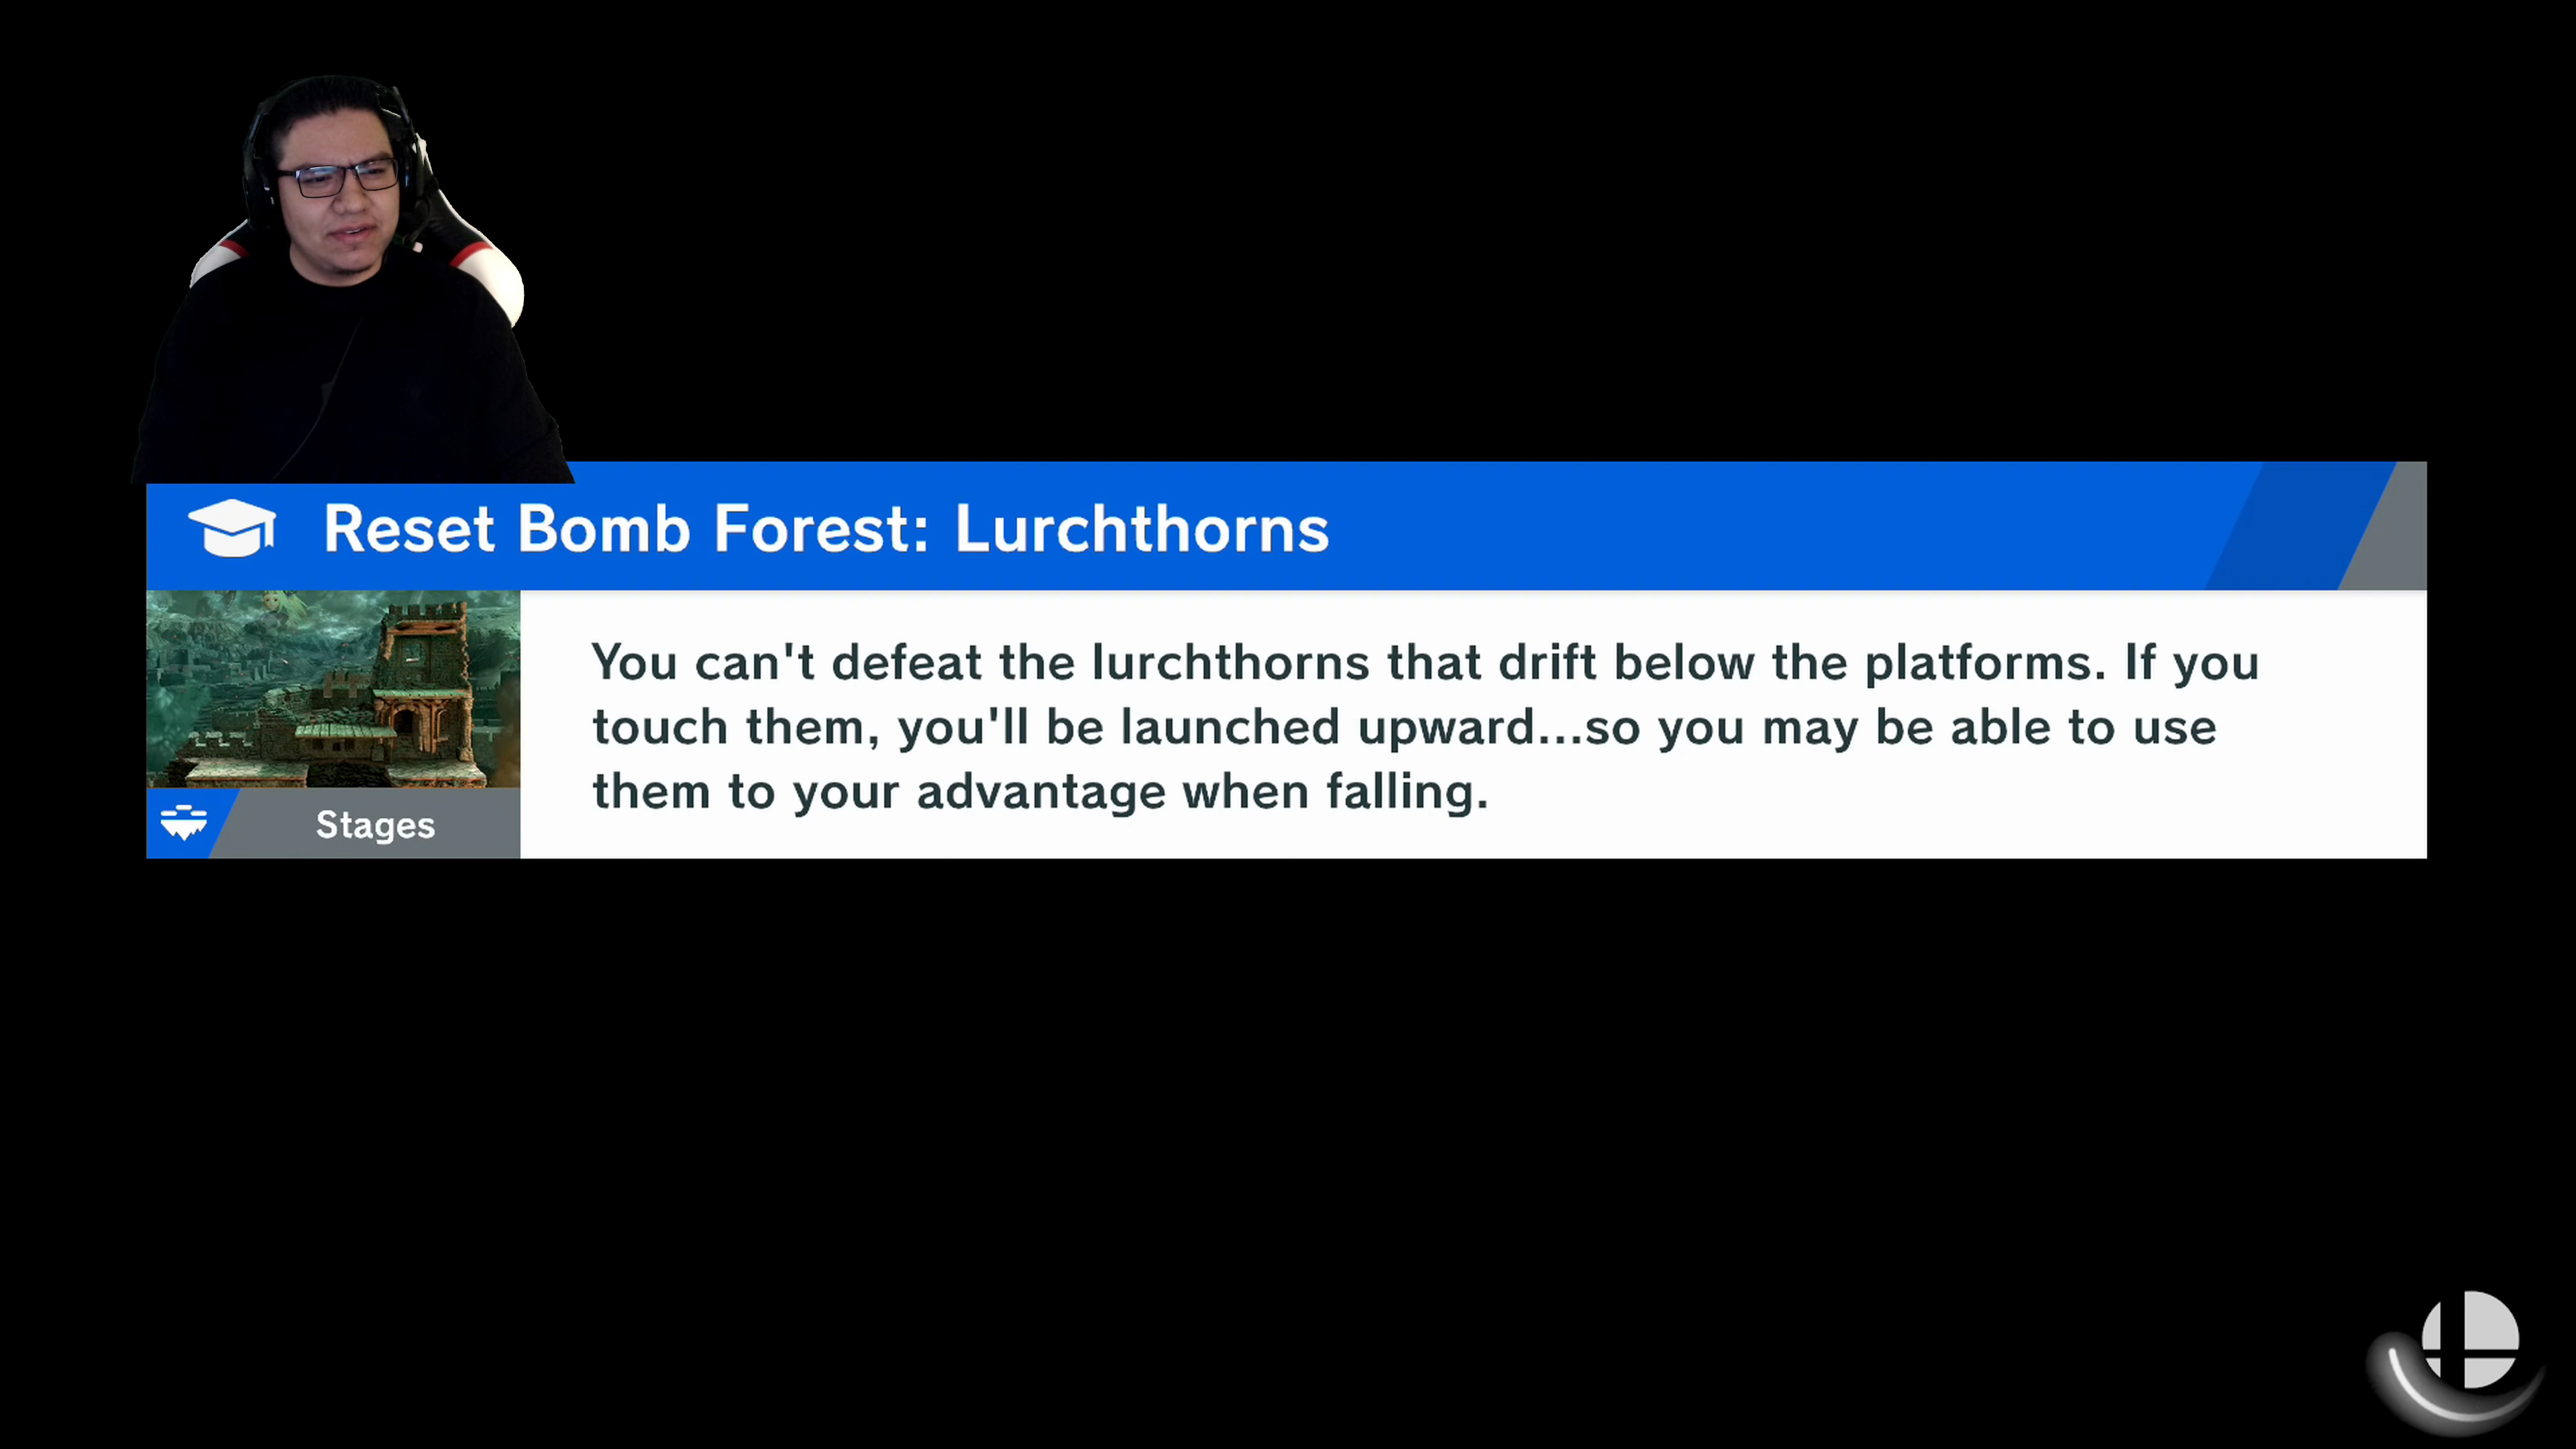 Reset Bomb Forest: Lurchthorns
You can't defeat the lurchthorns that drift below the platforms. If you
touch them, you'll be launched upward...so you may be able to use
them to your advantage when falling.
Stages